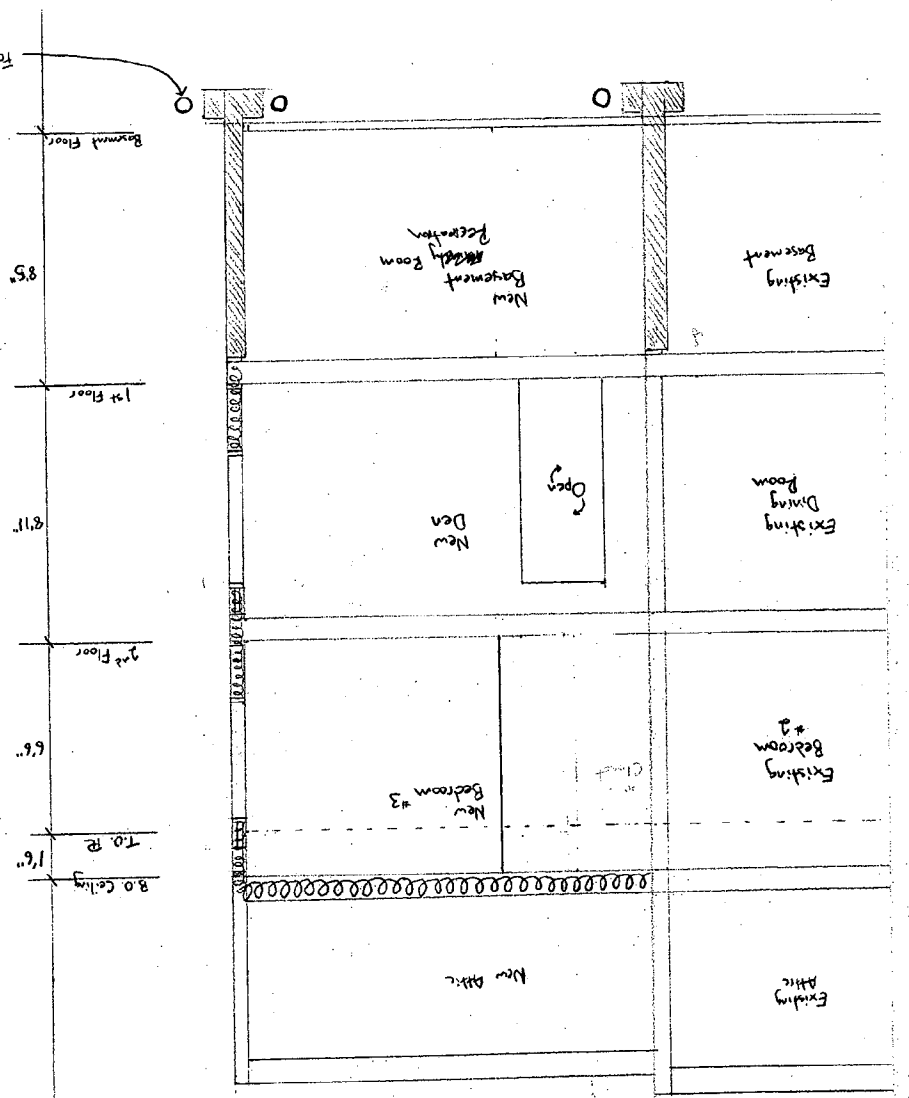 Existing
Attic
New Attic
B.O. Ceiling
1'6"
T.O. PL
Existing
Bedroom
#2
Closet
New
Bedroom #3
6'6"
2nd Floor
Existing
Dining
Room
Open
New
Den
8'11"
1st Floor
Existing
Basement
New
Basement
Room
Recreation
8'5"
Basement Floor